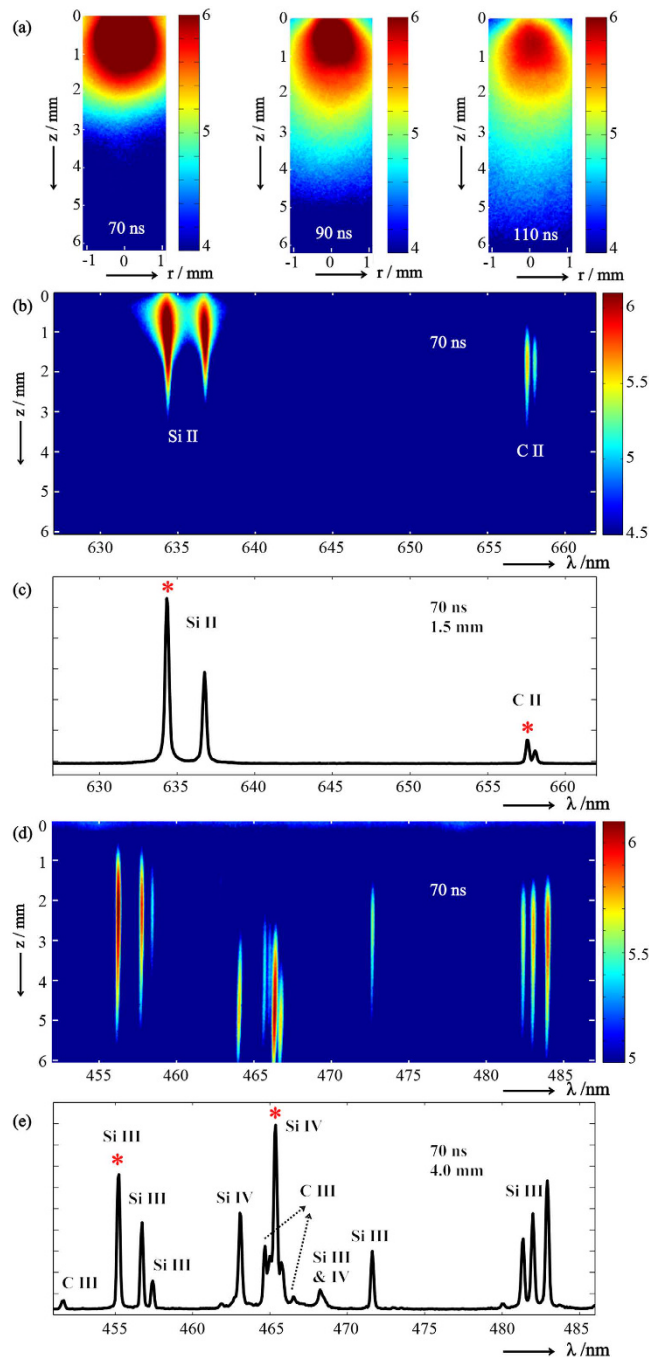 (a)
0
1
2
3
4
5
6
z / mm
70 ns
-1 0 1
r / mm
6
5
4
0
1
2
3
4
5
6
z / mm
90 ns
-1 0 1
r / mm
6
5
4
0
1
2
3
4
5
6
z / mm
110 ns
-1 0 1
r / mm
6
5
4
(b)
0
1
2
3
4
5
6
z / mm
70 ns
Si II
C II
6
5.5
5
4.5
630 635 640 645 650 655 660
λ /nm
(c)
*
Si II
70 ns
1.5 mm
C II
*
630 635 640 645 650 655 660
λ /nm
(d)
0
1
2
3
4
5
6
z / mm
70 ns
6
5.5
5
455 460 465 470 475 480 485
λ /nm
(e)
Si III
*
Si III
Si III
C III
Si IV
*
Si IV
C III
Si III
& IV
Si III
70 ns
4.0 mm
Si III
455 460 465 470 475 480 485
λ /nm